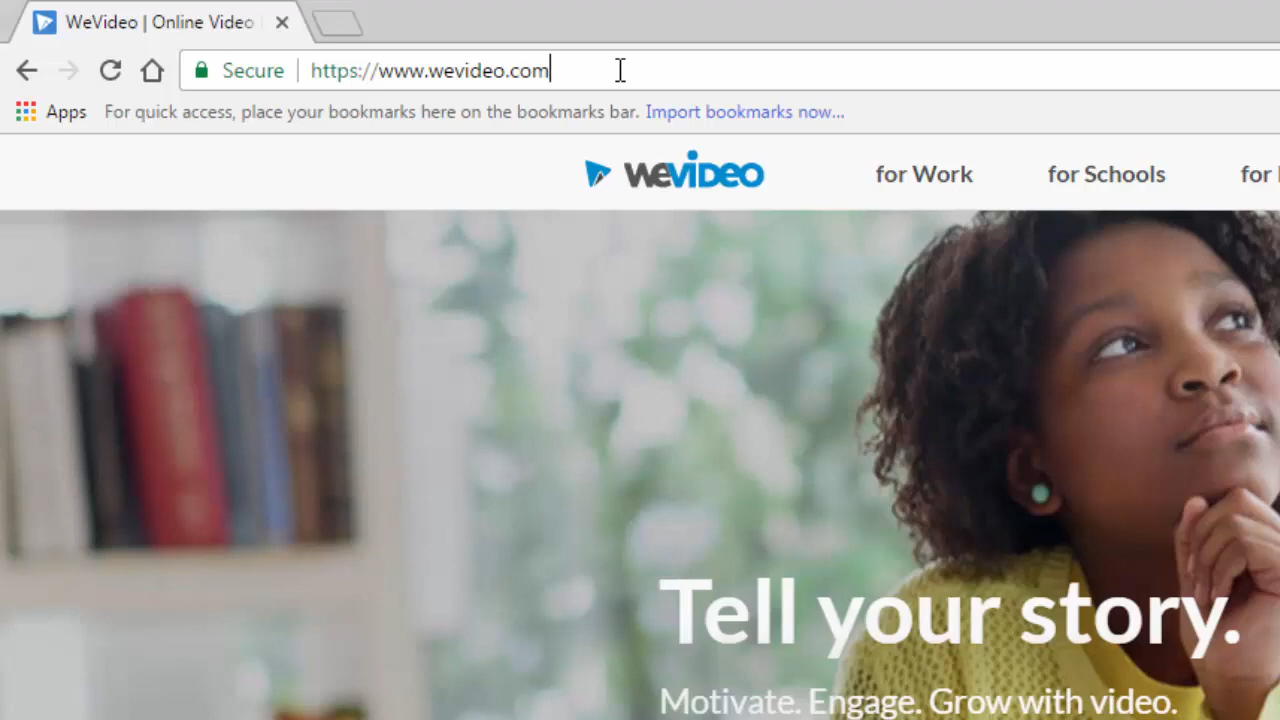 WeVideo | Online Video
Secure https://www.wevideo.com
Apps For quick access, place your bookmarks here on the bookmarks bar. Import bookmarks now...
WEVIDEO for Work for Schools for
Tell your story.
Motivate. Engage. Grow with video.